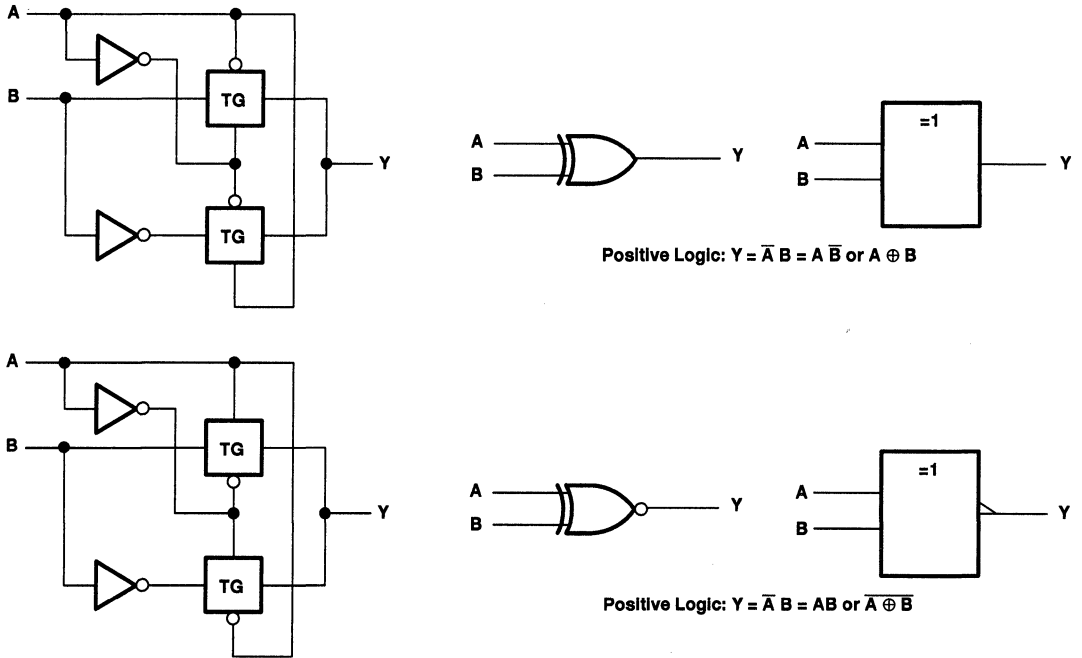 A
B
TG
TG
Y
A
B
Y
=1
A
B
Y
Positive Logic: Y = A̅ B = A B̅ or A ⊕ B
A
B
TG
TG
Y
A
B
Y
=1
A
B
Y
Positive Logic: Y = A̅ B = AB or A̅ ̅⊕̅ ̅B̅